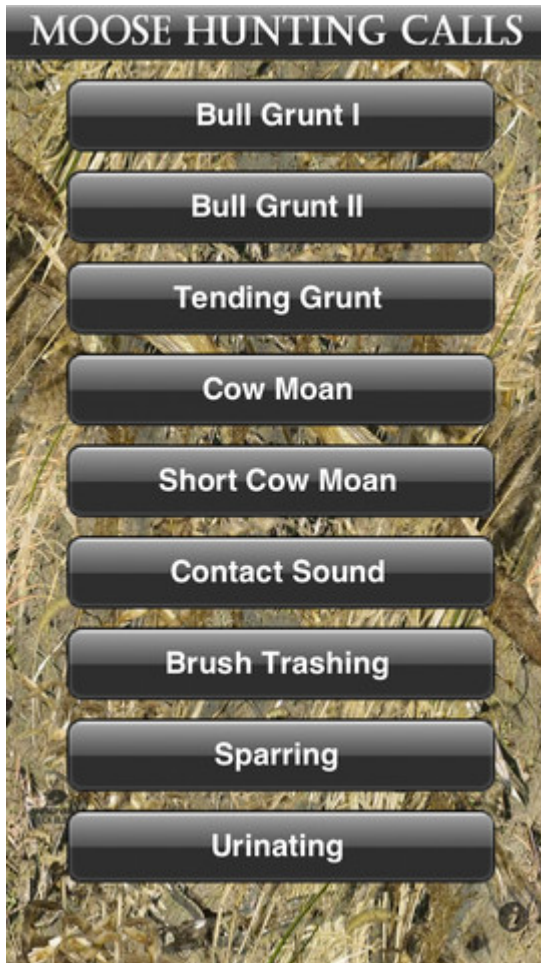 MOOSE HUNTING CALLS
Bull Grunt I
Bull Grunt II
Tending Grunt
Cow Moan
Short Cow Moan
Contact Sound
Brush Trashing
Sparring
Urinating
i